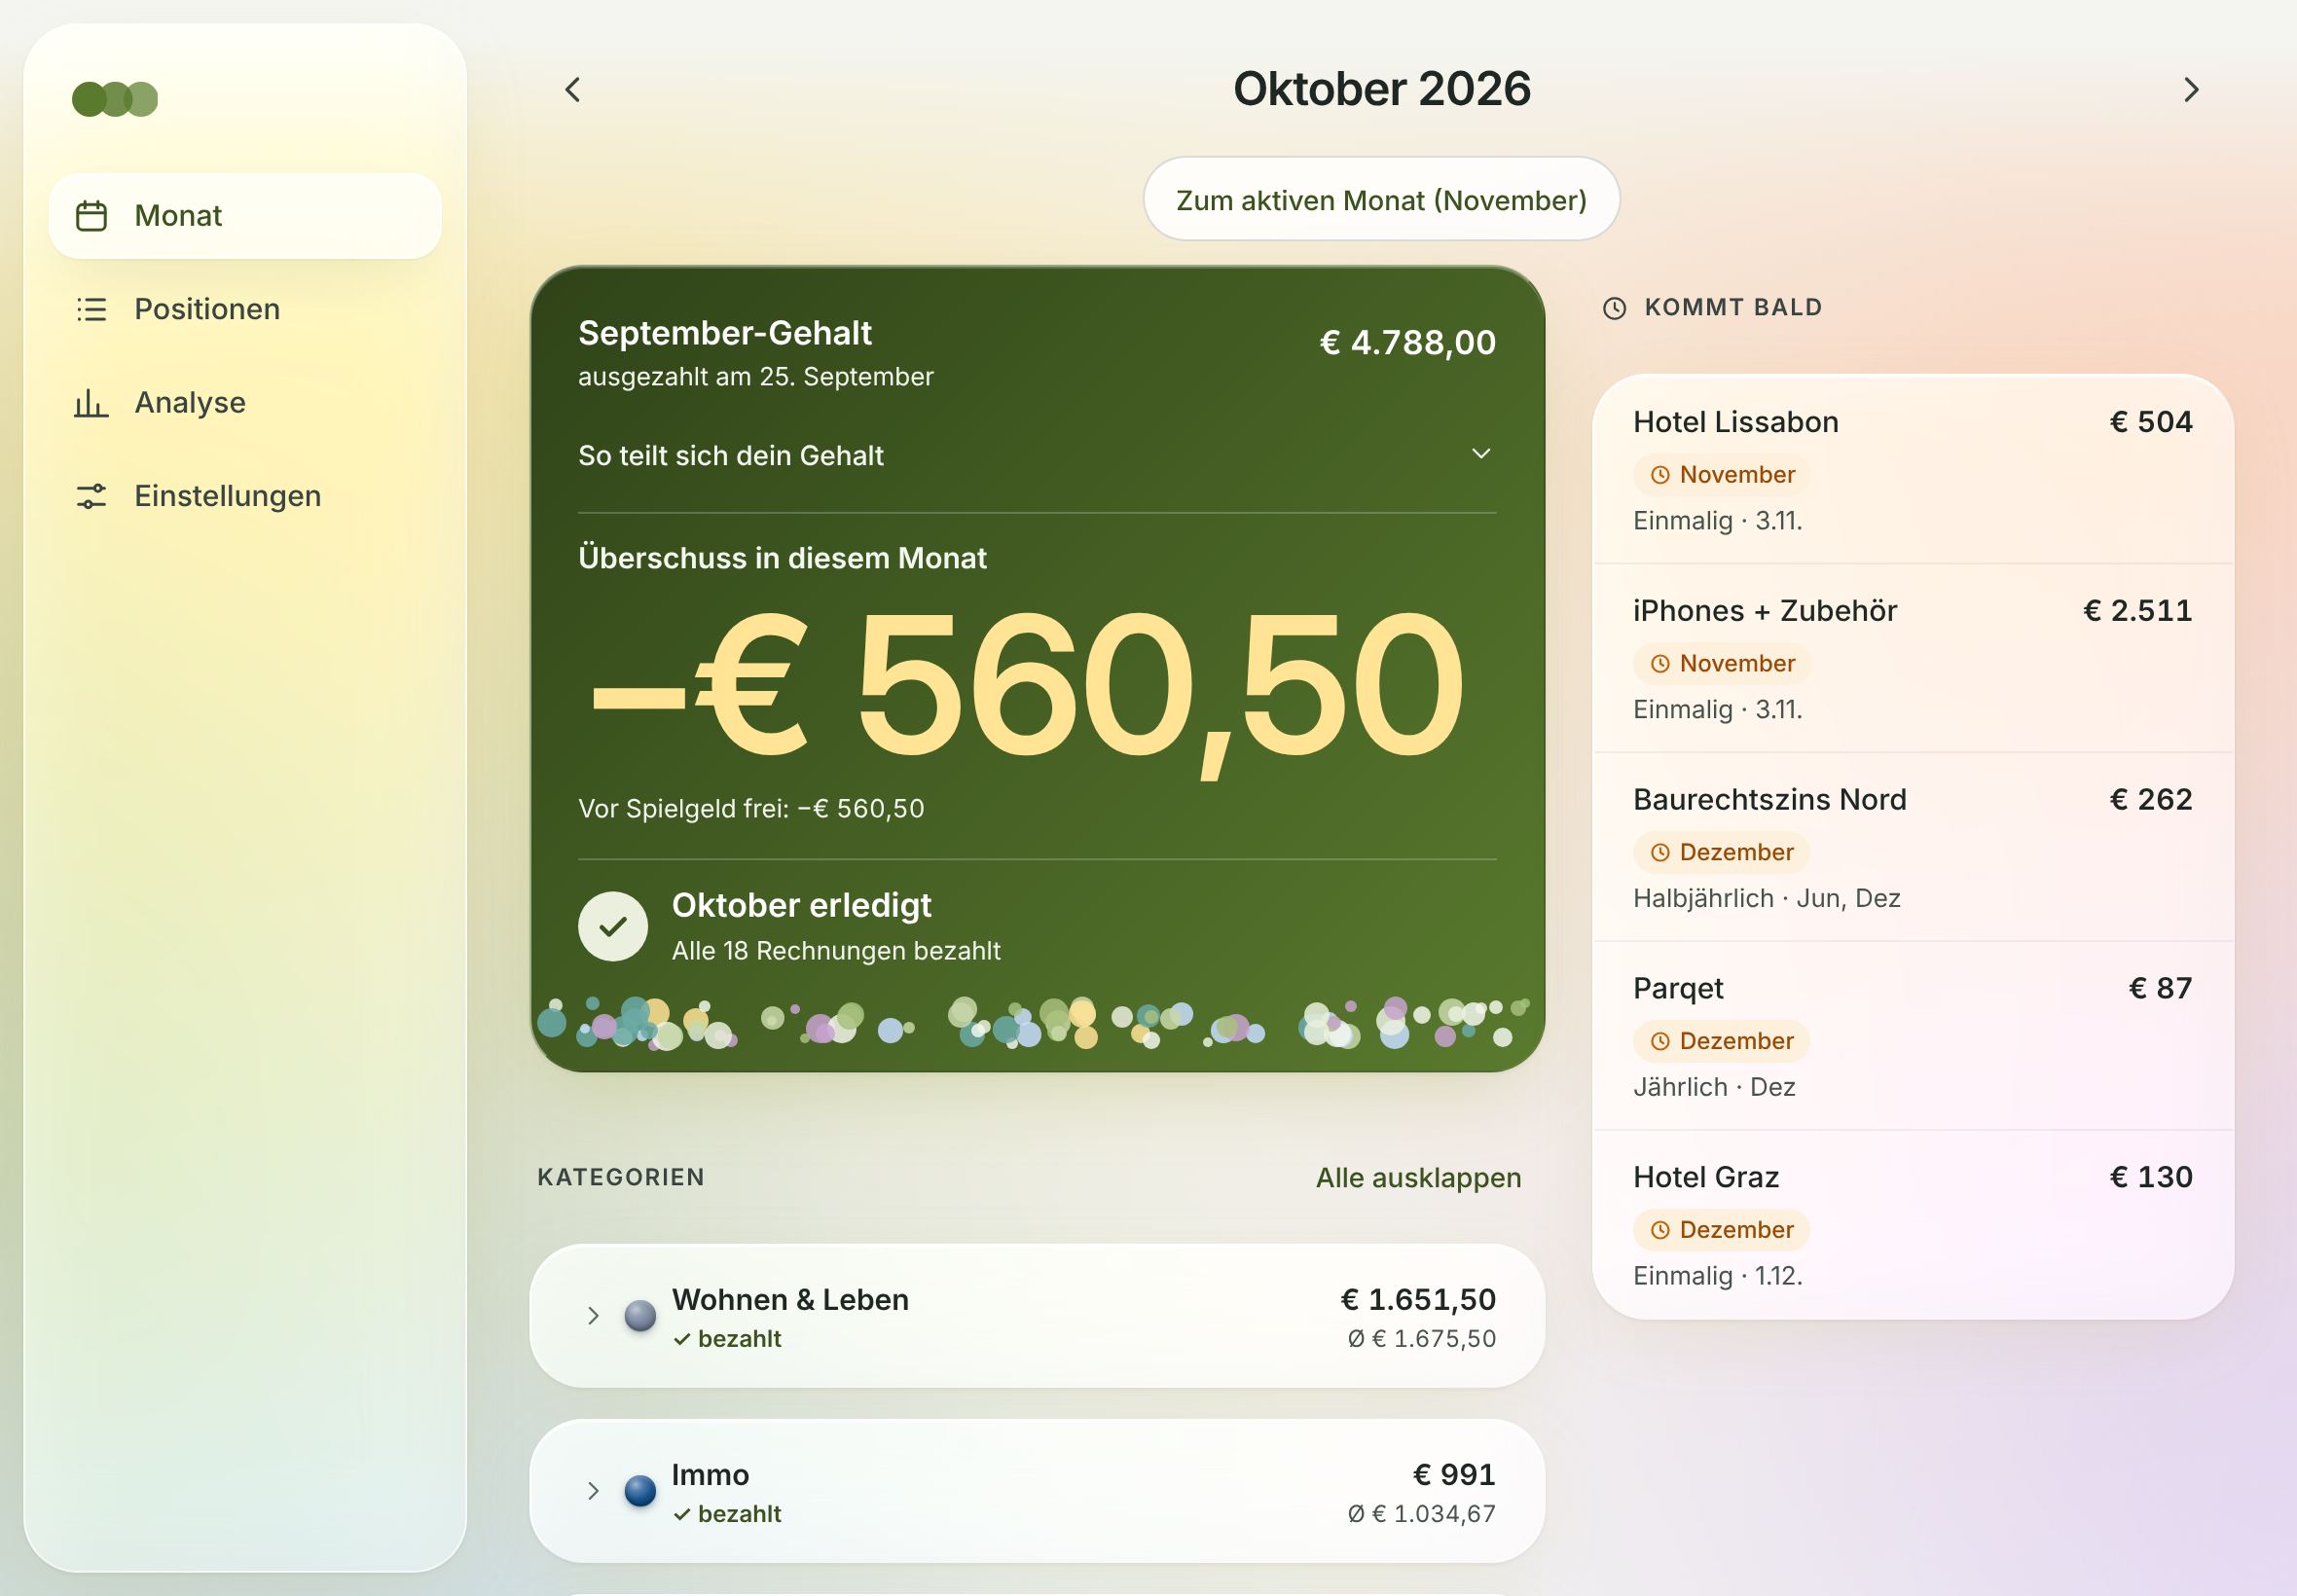 Oktober 2026
Zum aktiven Monat (November)
Monat
Positionen
Analyse
Einstellungen
September-Gehalt
€ 4.788,00
ausgezahlt am 25. September
So teilt sich dein Gehalt
Überschuss in diesem Monat
−€ 560,50
Vor Spielgeld frei: −€ 560,50
Oktober erledigt
Alle 18 Rechnungen bezahlt
KATEGORIEN
Alle ausklappen
Wohnen & Leben
€ 1.651,50
bezahlt
Ø € 1.675,50
Immo
€ 991
bezahlt
Ø € 1.034,67
KOMMT BALD
Hotel Lissabon
€ 504
November
Einmalig · 3.11.
iPhones + Zubehör
€ 2.511
November
Einmalig · 3.11.
Baurechtszins Nord
€ 262
Dezember
Halbjährlich · Jun, Dez
Parqet
€ 87
Dezember
Jährlich · Dez
Hotel Graz
€ 130
Dezember
Einmalig · 1.12.